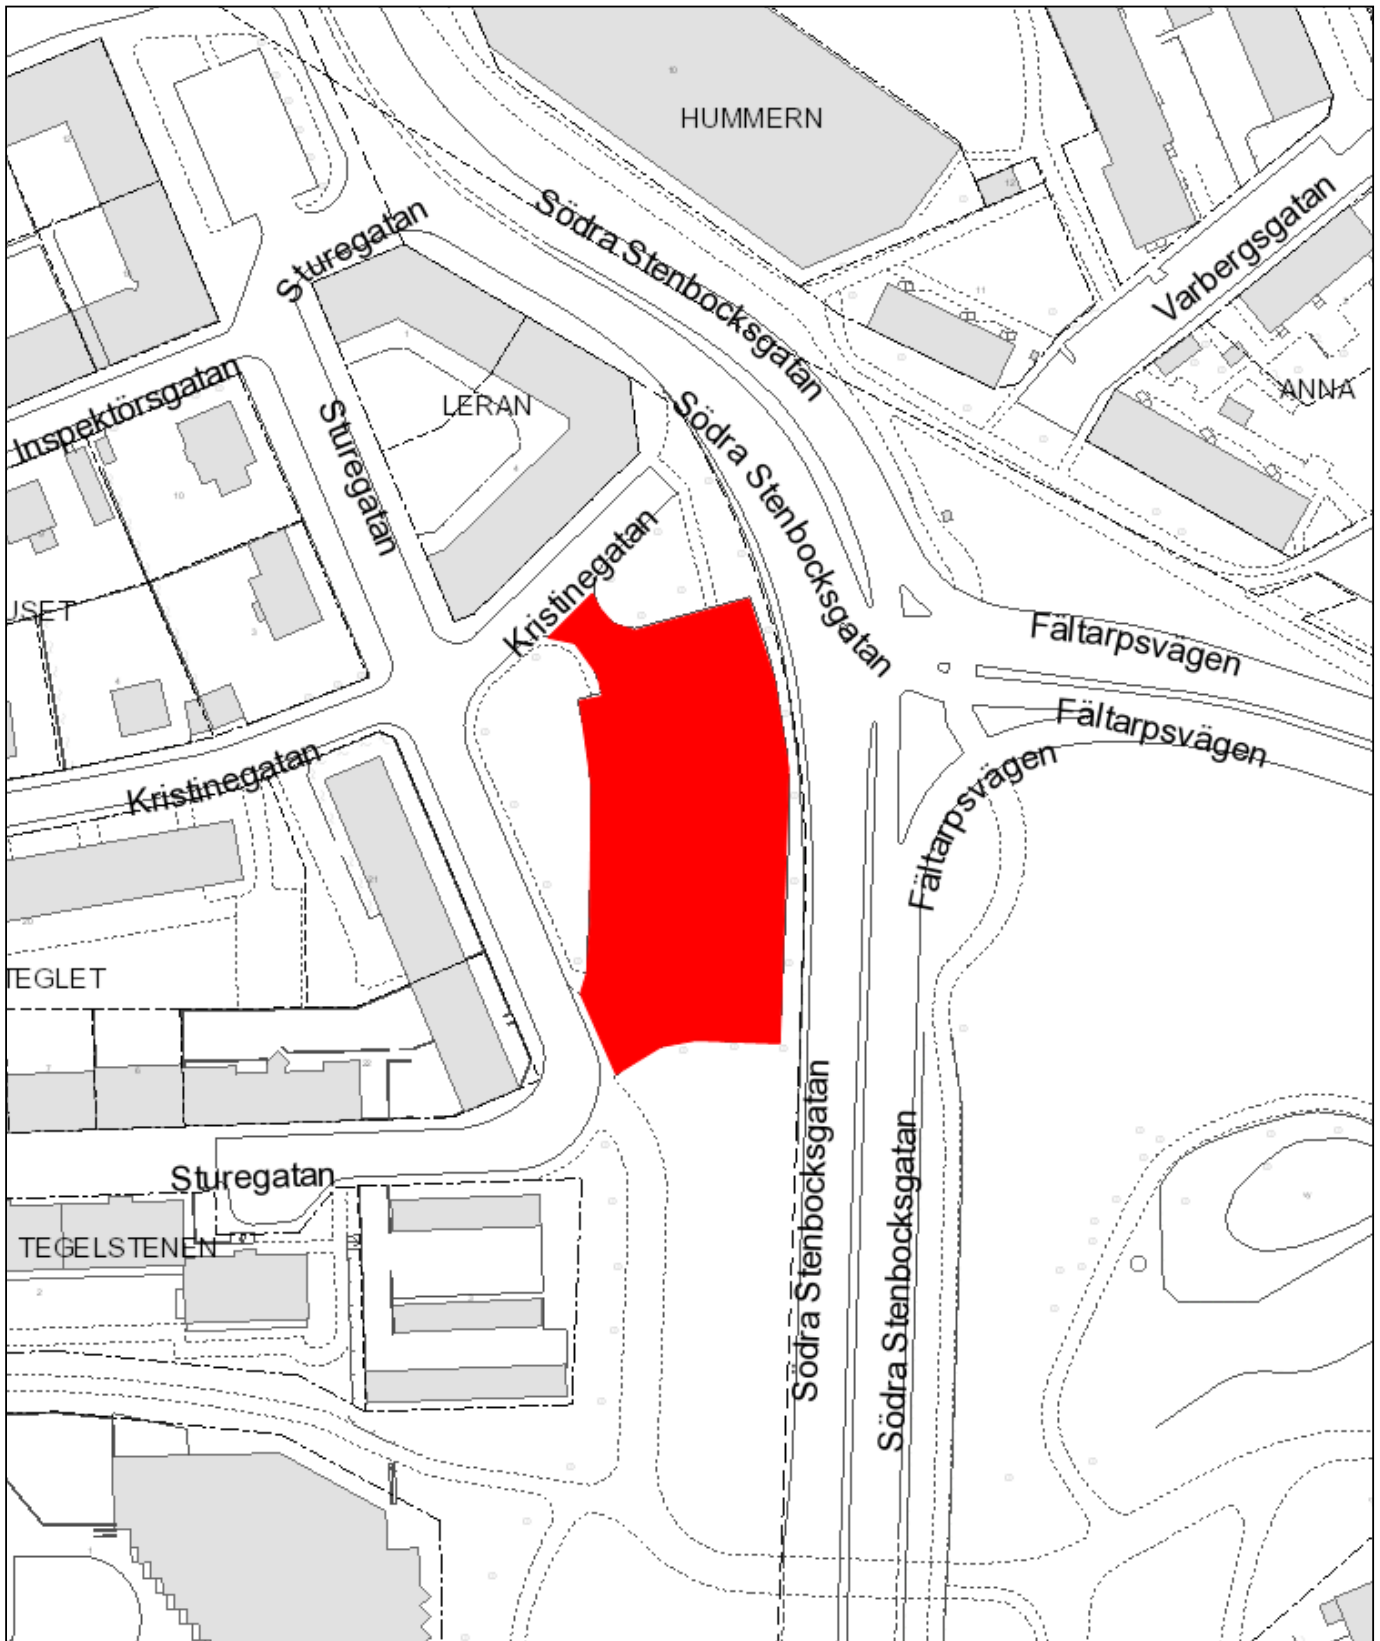 HUMMERN
Sturegatan
Södra Stenbocksgatan
Varbergsgatan
Inspektörsgatan
LERAN
ANNA
Sturegatan
Södra Stenbocksgatan
Kristinegatan
USET
Fältarpsvägen
Fältarpsvägen
Kristinegatan
Fältarpsvägen
TEGLET
Sturegatan
Södra Stenbocksgatan
Södra Stenbocksgatan
TEGELSTENEN